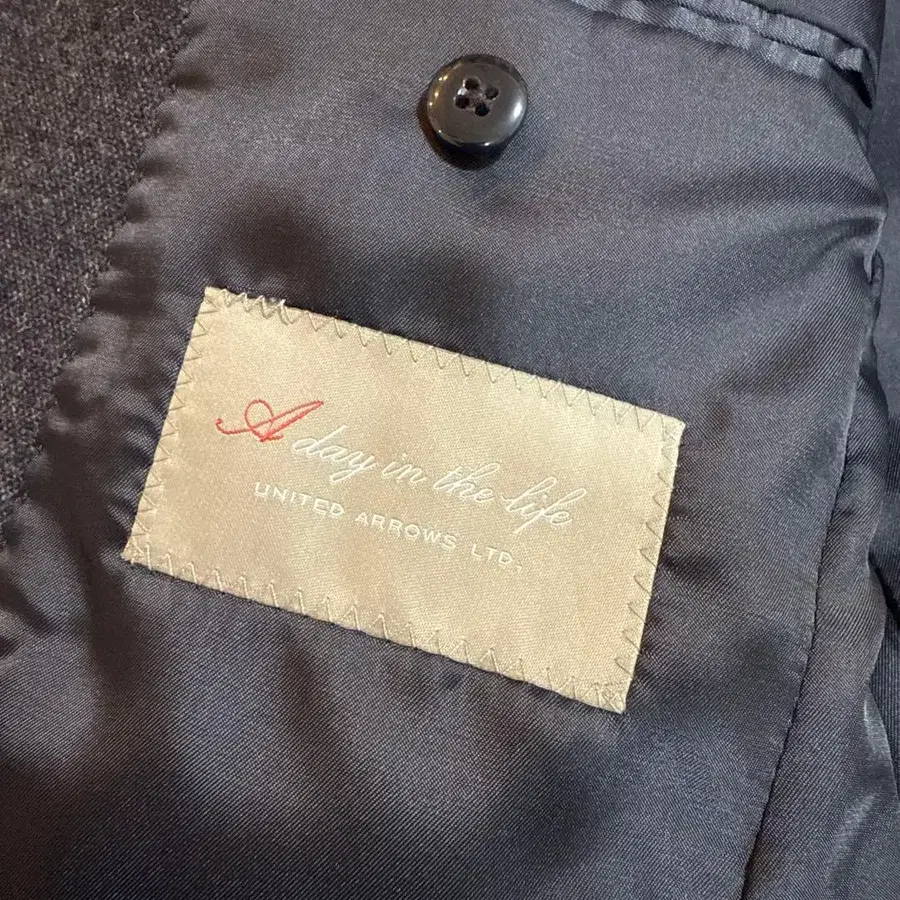 A day in the life
UNITED ARROWS LTD.